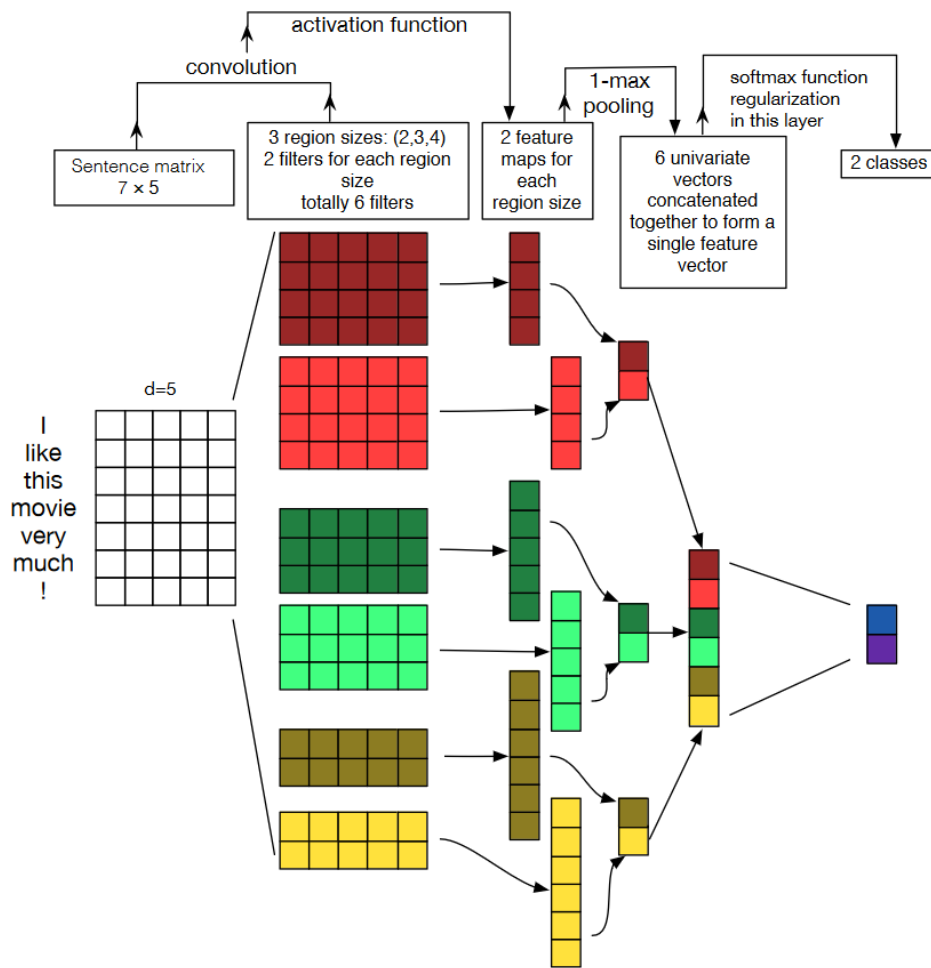 activation function
convolution
1-max
pooling
softmax function
regularization
in this layer
Sentence matrix
7 × 5
3 region sizes: (2,3,4)
2 filters for each region
size
totally 6 filters
2 feature
maps for
each
region size
6 univariate
vectors
concatenated
together to form a
single feature
vector
2 classes
d=5
I
like
this
movie
very
much
!